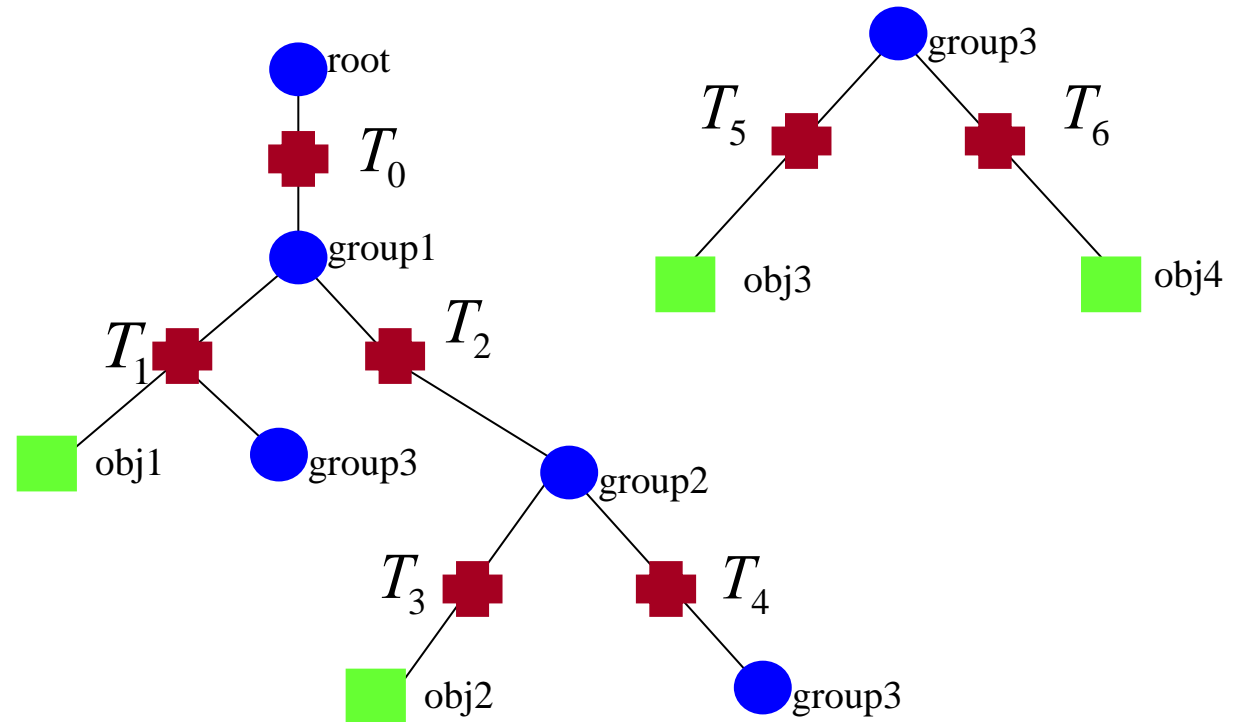 root
T₀
group1
T₁
T₂
obj1
group3
group2
T₃
T₄
obj2
group3
group3
T₅
T₆
obj3
obj4